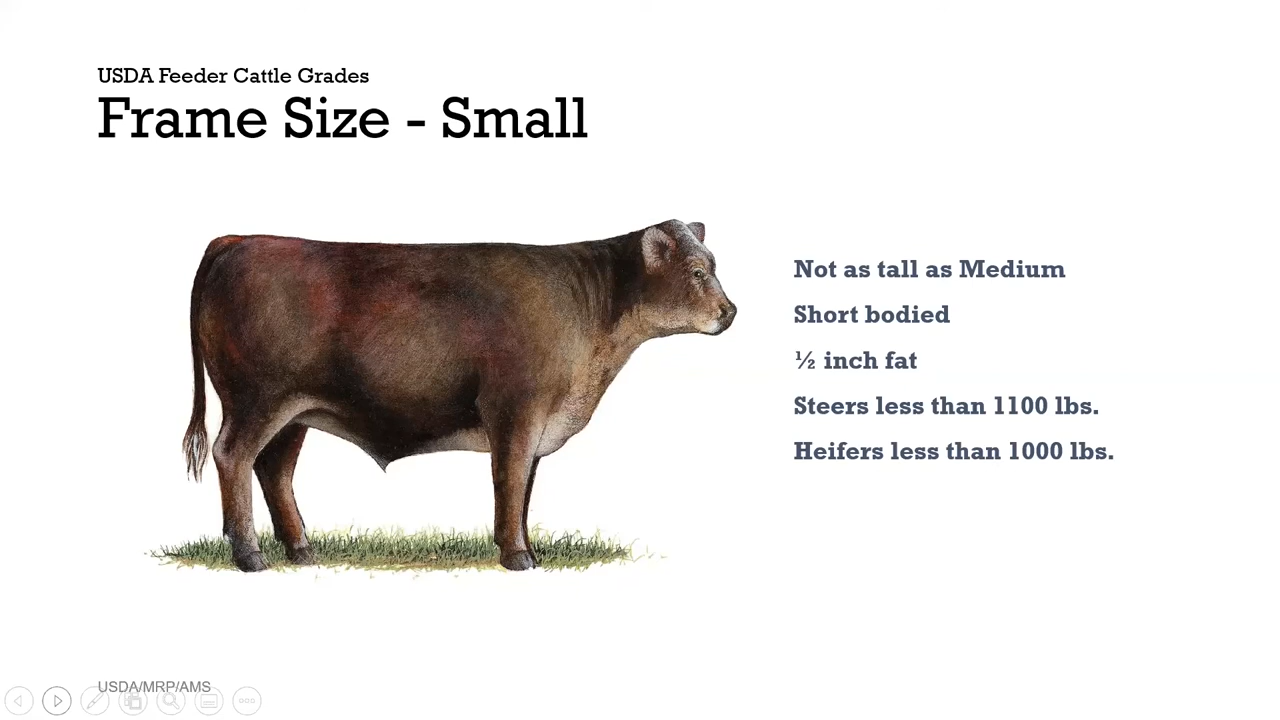 USDA Feeder Cattle Grades
Frame Size - Small
Not as tall as Medium
Short bodied
½ inch fat
Steers less than 1100 lbs.
Heifers less than 1000 lbs.
USDA/MRP/AMS